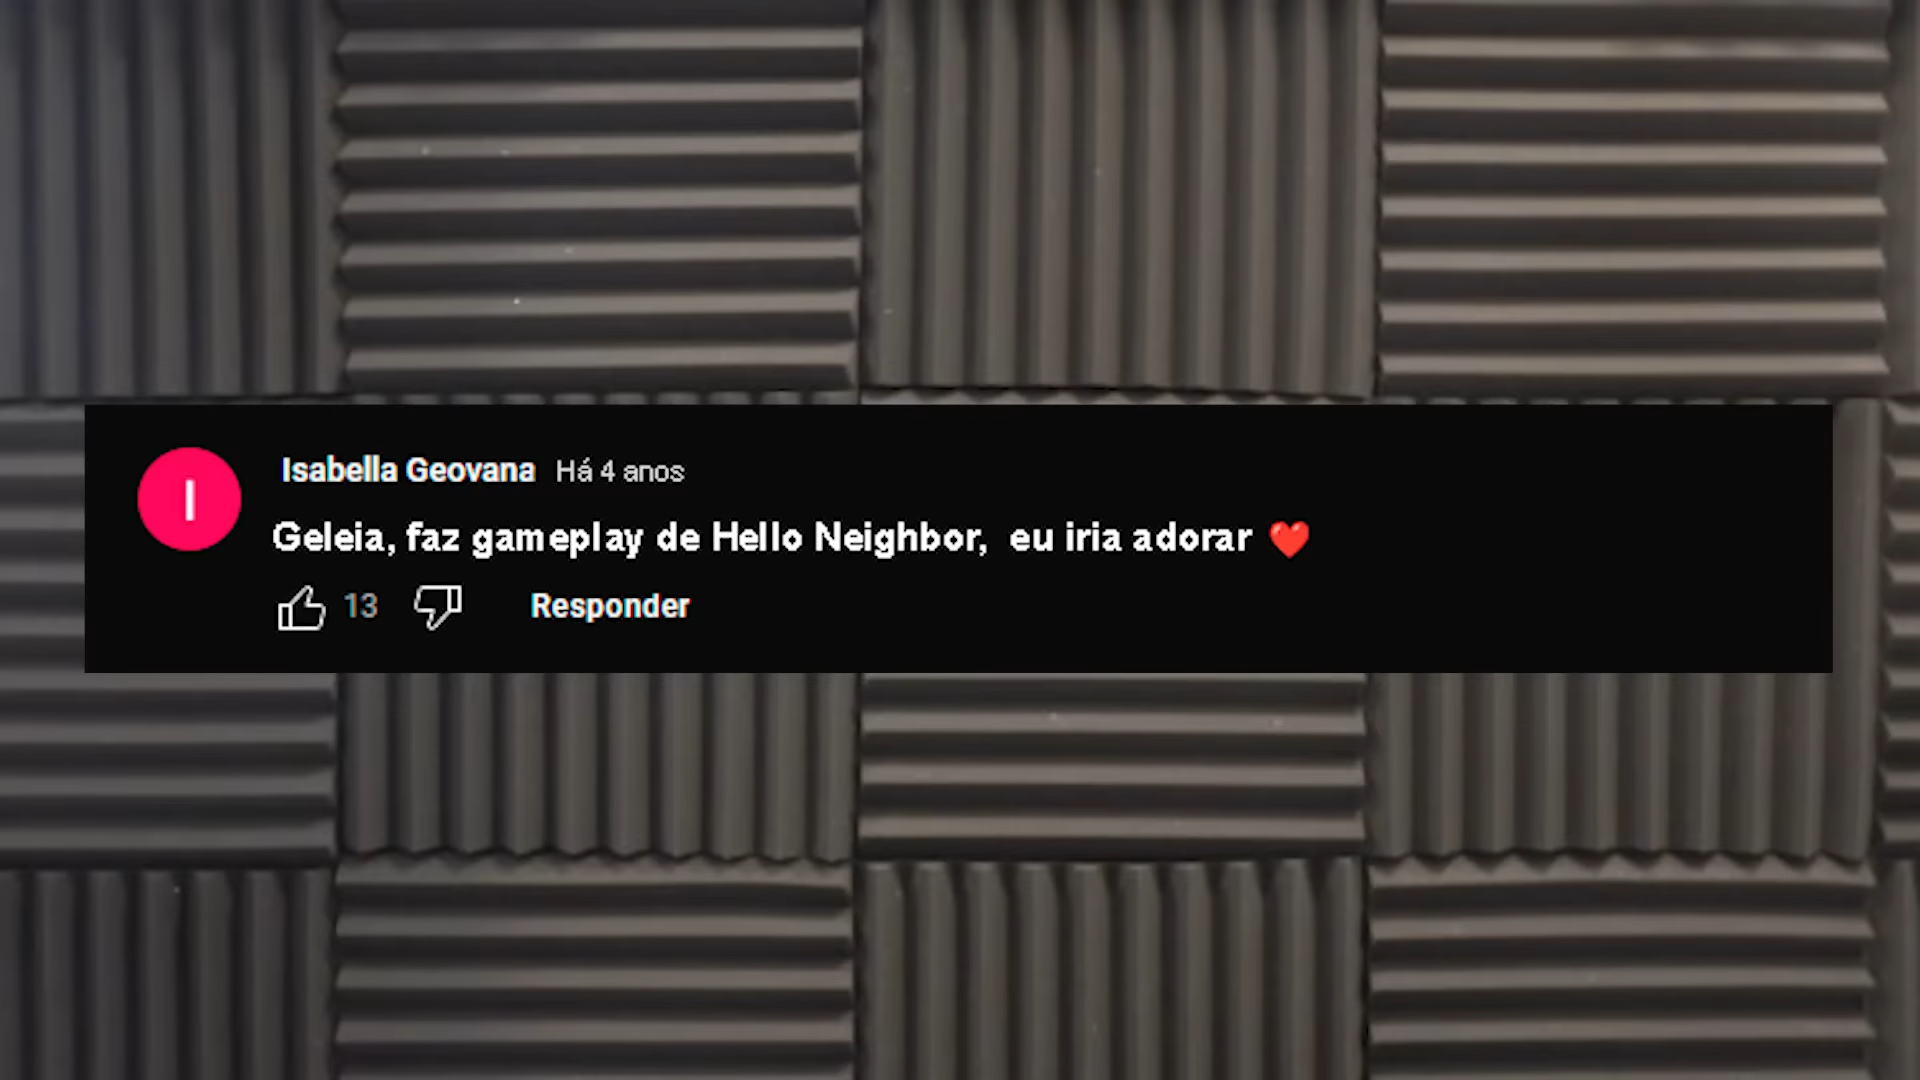 I
Isabella Geovana Há 4 anos
Geleia, faz gameplay de Hello Neighbor, eu iria adorar ❤️
13 Responder